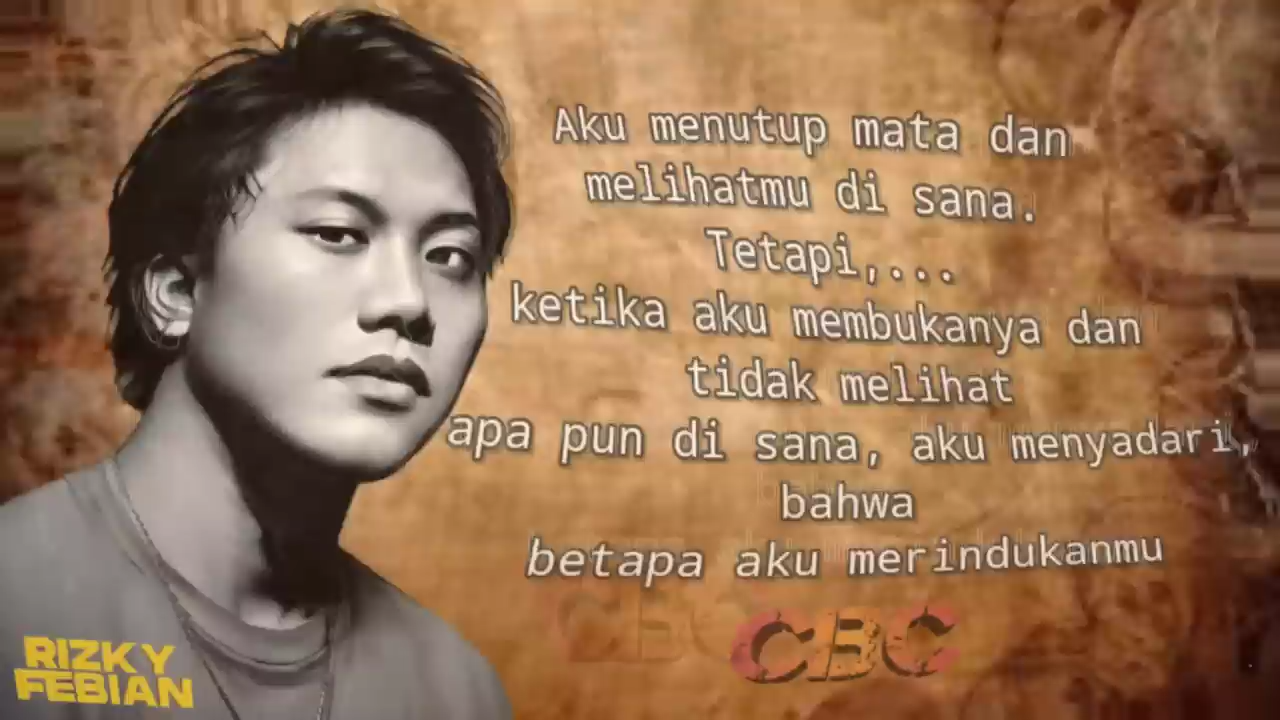 Aku menutup mata dan
melihatmu di sana.
Tetapi,...
ketika aku membukanya dan
tidak melihat
apa pun di sana, aku menyadari,
bahwa
betapa aku merindukanmu
CBC
RIZKY
FEBIAN